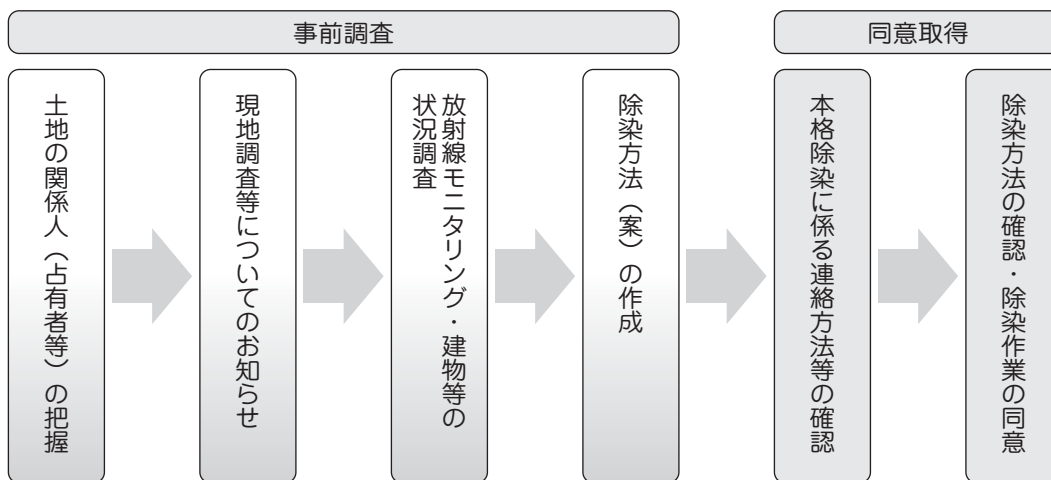 事前調査
同意取得
土地の関係人（占有者等）の把握
現地調査等についてのお知らせ
放射線モニタリング・建物等の
状況調査
除染方法（案）の作成
本格除染に係る連絡方法等の確認
除染方法の確認・除染作業の同意